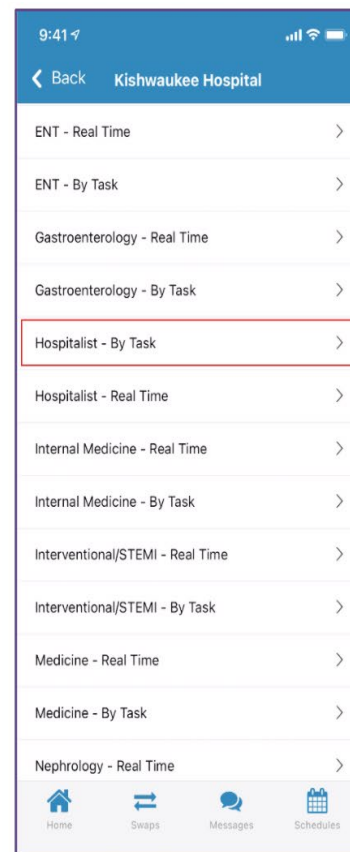 9:41
Back Kishwaukee Hospital
ENT - Real Time
ENT - By Task
Gastroenterology - Real Time
Gastroenterology - By Task
Hospitalist - By Task
Hospitalist - Real Time
Internal Medicine - Real Time
Internal Medicine - By Task
Interventional/STEMI - Real Time
Interventional/STEMI - By Task
Medicine - Real Time
Medicine - By Task
Nephrology - Real Time
Home Swaps Messages Schedules